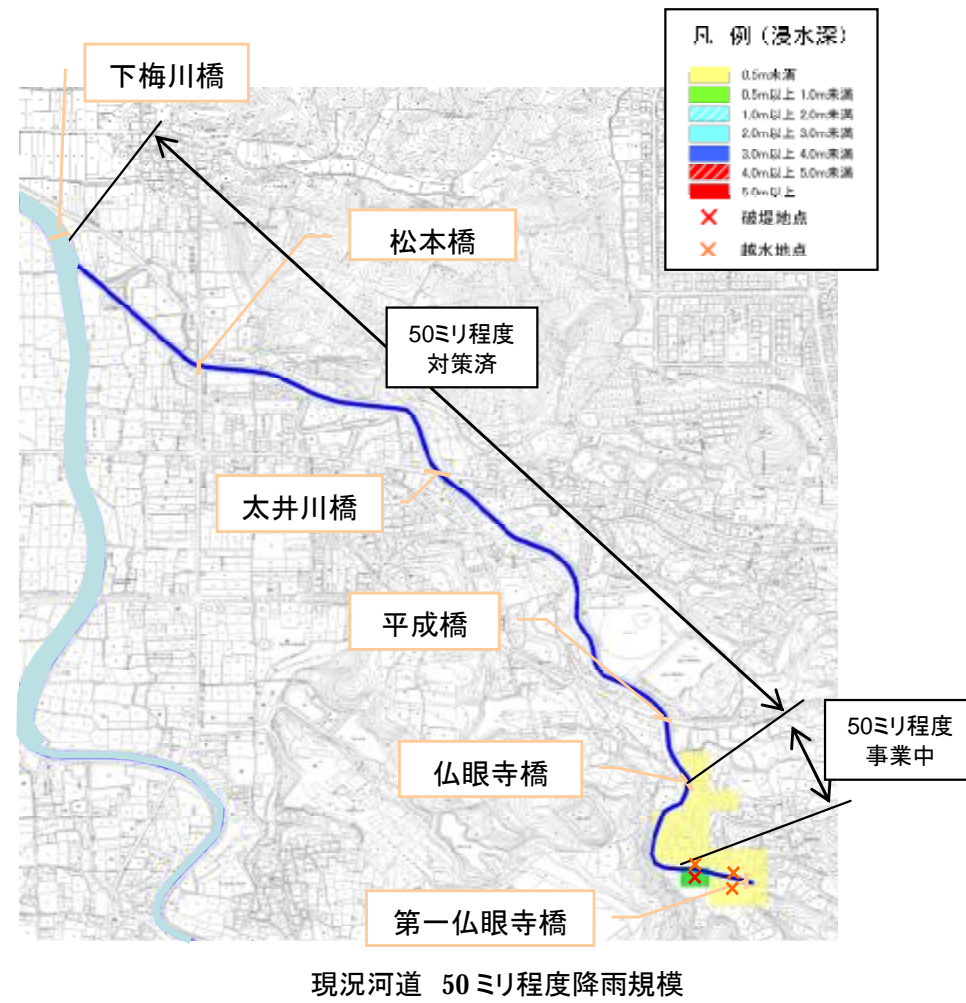 凡 例（浸水深）
0.5m未満
0.5m以上 1.0m未満
1.0m以上 2.0m未満
2.0m以上 3.0m未満
3.0m以上 4.0m未満
4.0m以上 5.0m未満
5.0m以上
破堤地点
越水地点
下梅川橋
松本橋
50ミリ程度
対策済
太井川橋
平成橋
50ミリ程度
事業中
仏眼寺橋
第一仏眼寺橋
現況河道 50 ミリ程度降雨規模